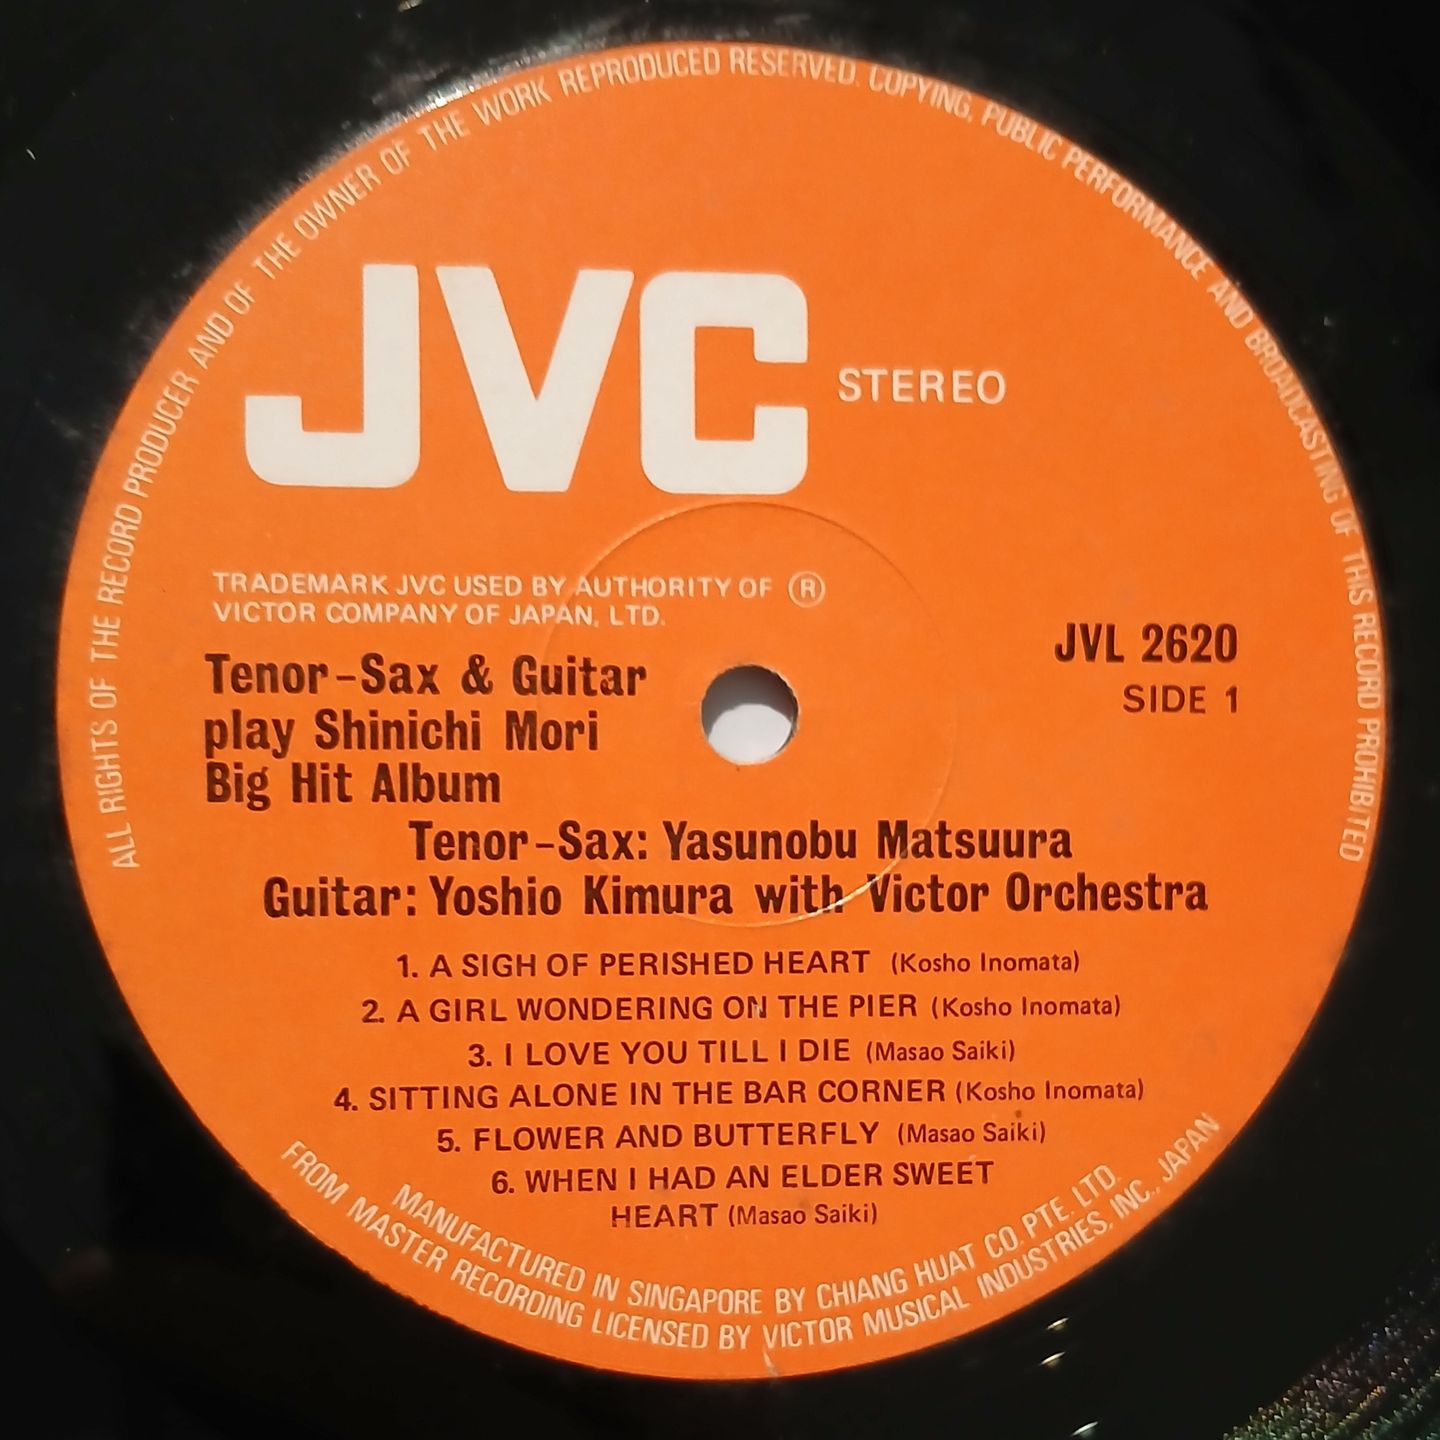 ALL RIGHTS OF THE RECORD PRODUCER AND OF THE OWNER OF THE WORK REPRODUCED RESERVED. COPYING, PUBLIC PERFORMANCE AND BROADCASTING OF THIS RECORD PROHIBITED
JVC
STEREO
TRADEMARK JVC USED BY AUTHORITY OF ®
VICTOR COMPANY OF JAPAN, LTD.
JVL 2620
SIDE 1
Tenor-Sax & Guitar
play Shinichi Mori
Big Hit Album
Tenor-Sax: Yasunobu Matsuura
Guitar: Yoshio Kimura with Victor Orchestra
1. A SIGH OF PERISHED HEART (Kosho Inomata)
2. A GIRL WONDERING ON THE PIER (Kosho Inomata)
3. I LOVE YOU TILL I DIE (Masao Saiki)
4. SITTING ALONE IN THE BAR CORNER (Kosho Inomata)
5. FLOWER AND BUTTERFLY (Masao Saiki)
6. WHEN I HAD AN ELDER SWEET
HEART (Masao Saiki)
MANUFACTURED IN SINGAPORE BY CHIANG HUAT CO. PTE. LTD.
FROM MASTER RECORDING LICENSED BY VICTOR MUSICAL INDUSTRIES, INC., JAPAN